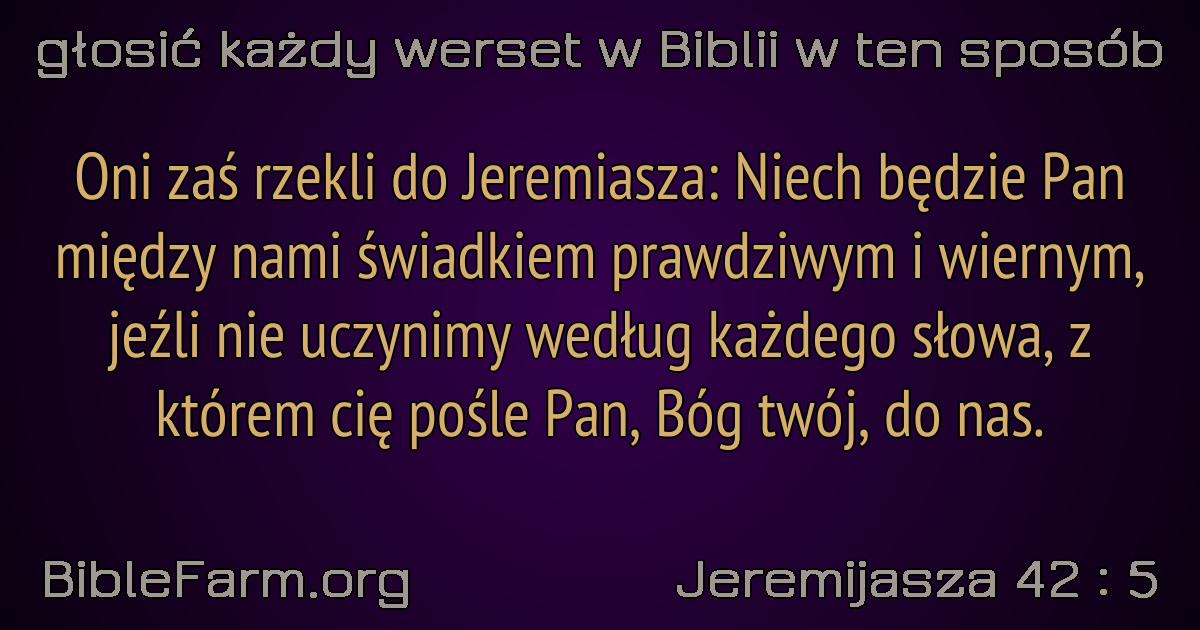 głosić każdy werset w Biblii w ten sposób
Oni zaś rzekli do Jeremiasza: Niech będzie Pan
między nami świadkiem prawdziwym i wiernym,
jeźli nie uczynimy według każdego słowa, z
którem cię pośle Pan, Bóg twój, do nas.
BibleFarm.org
Jeremijasza 42 : 5